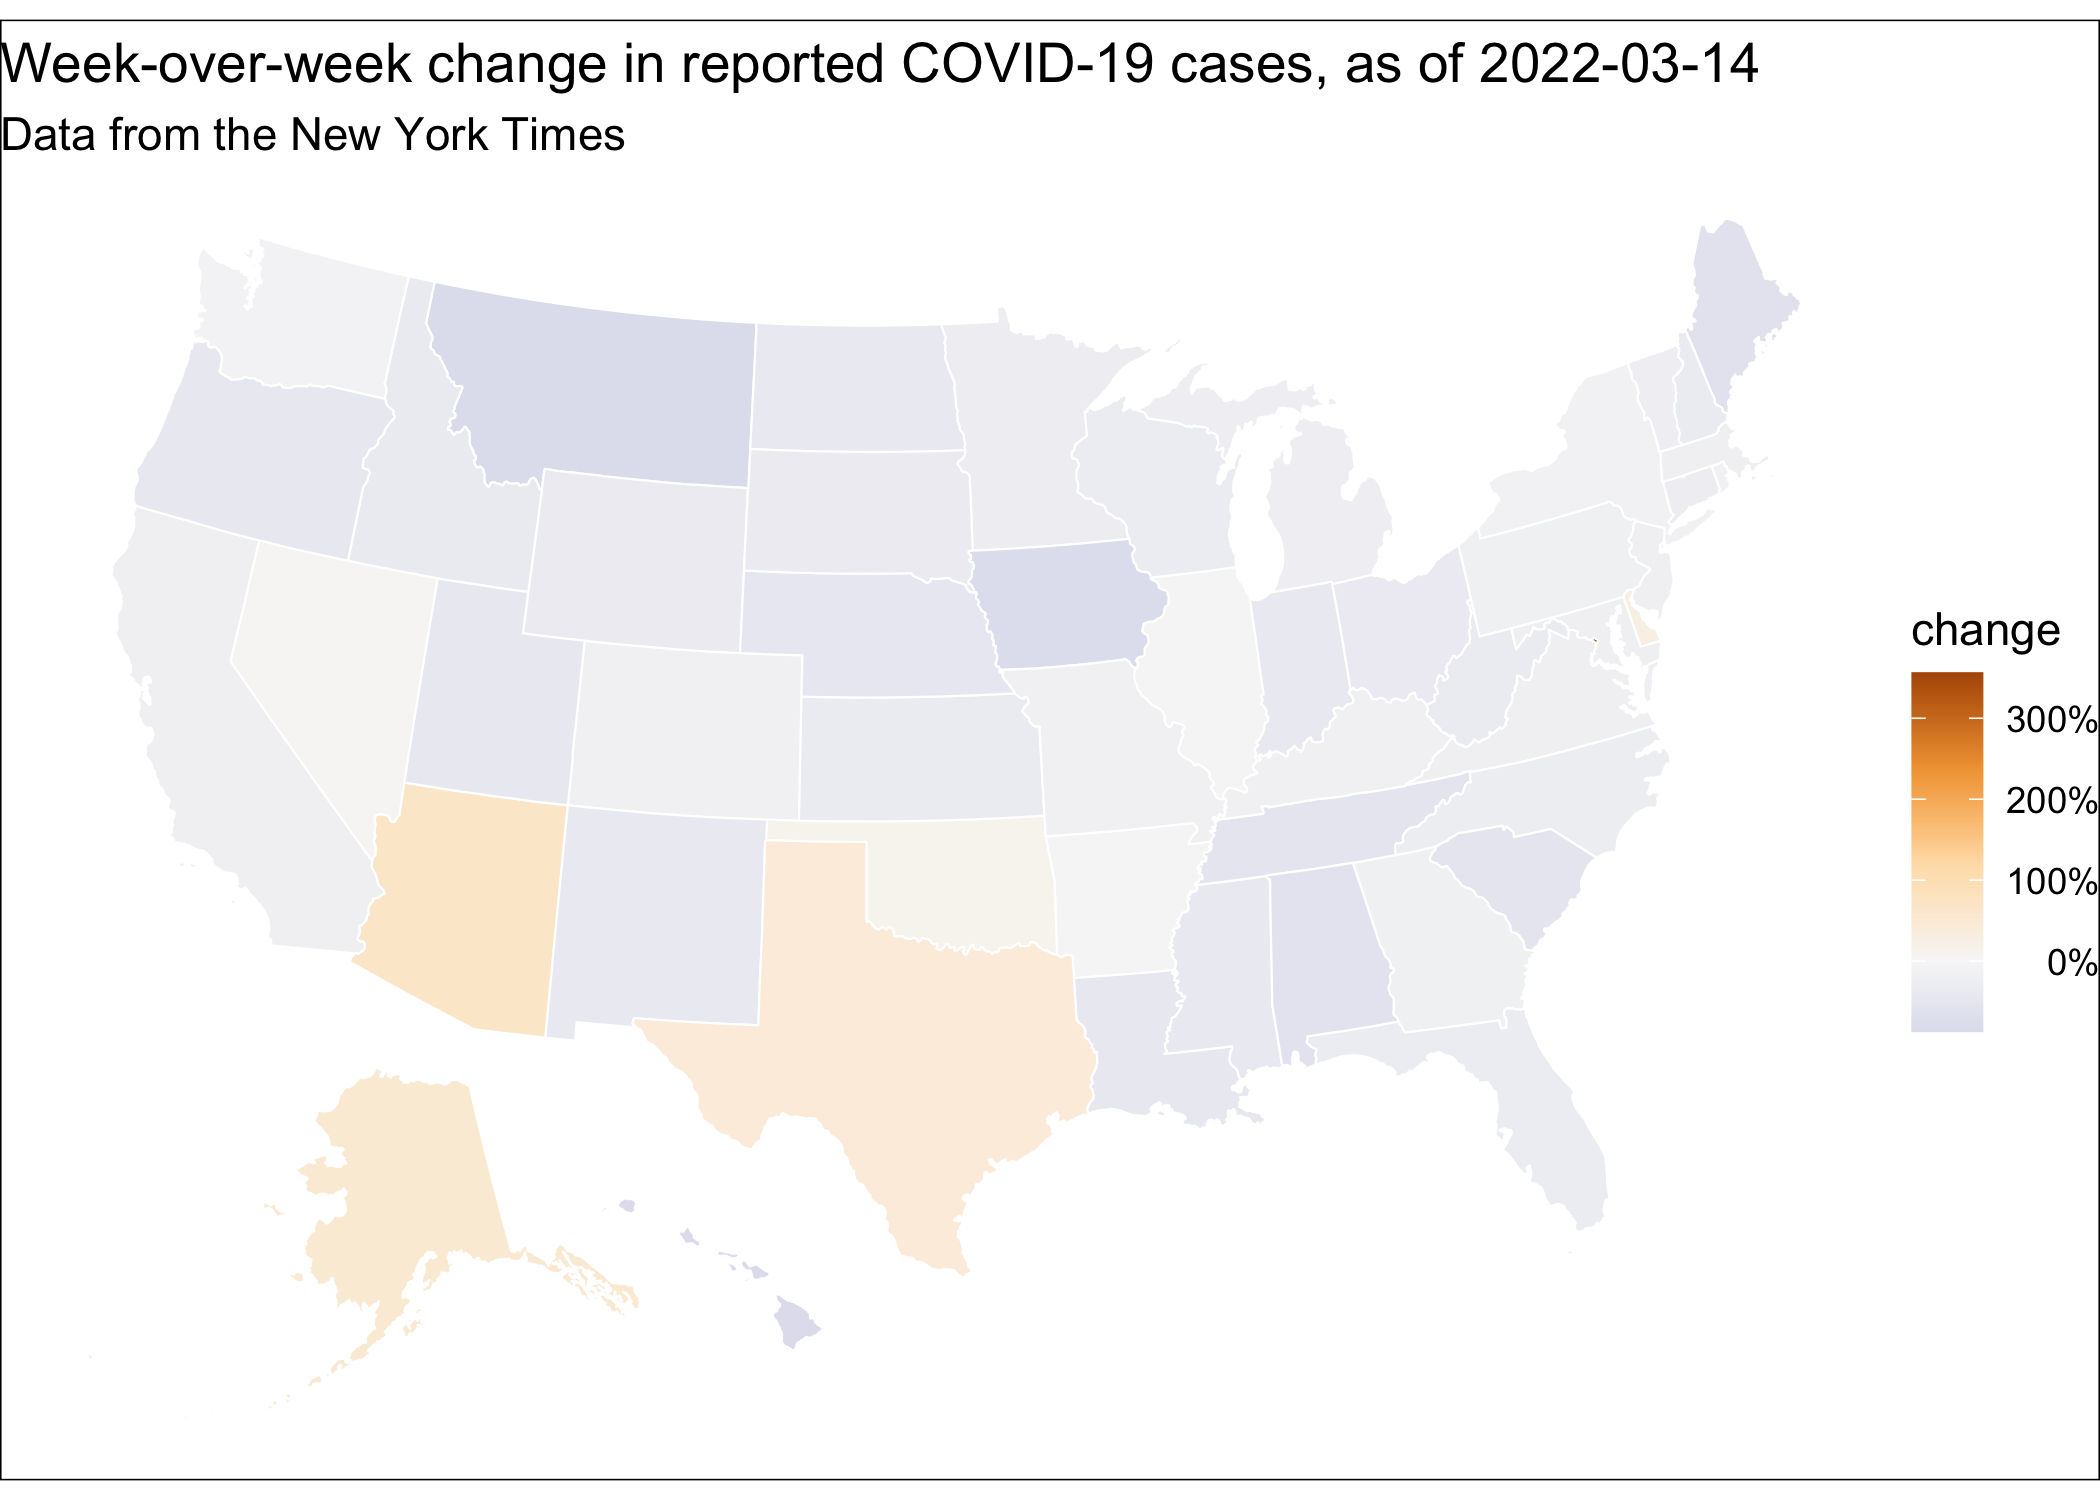 Week-over-week change in reported COVID-19 cases, as of 2022-03-14
Data from the New York Times
change
300%
200%
100%
0%